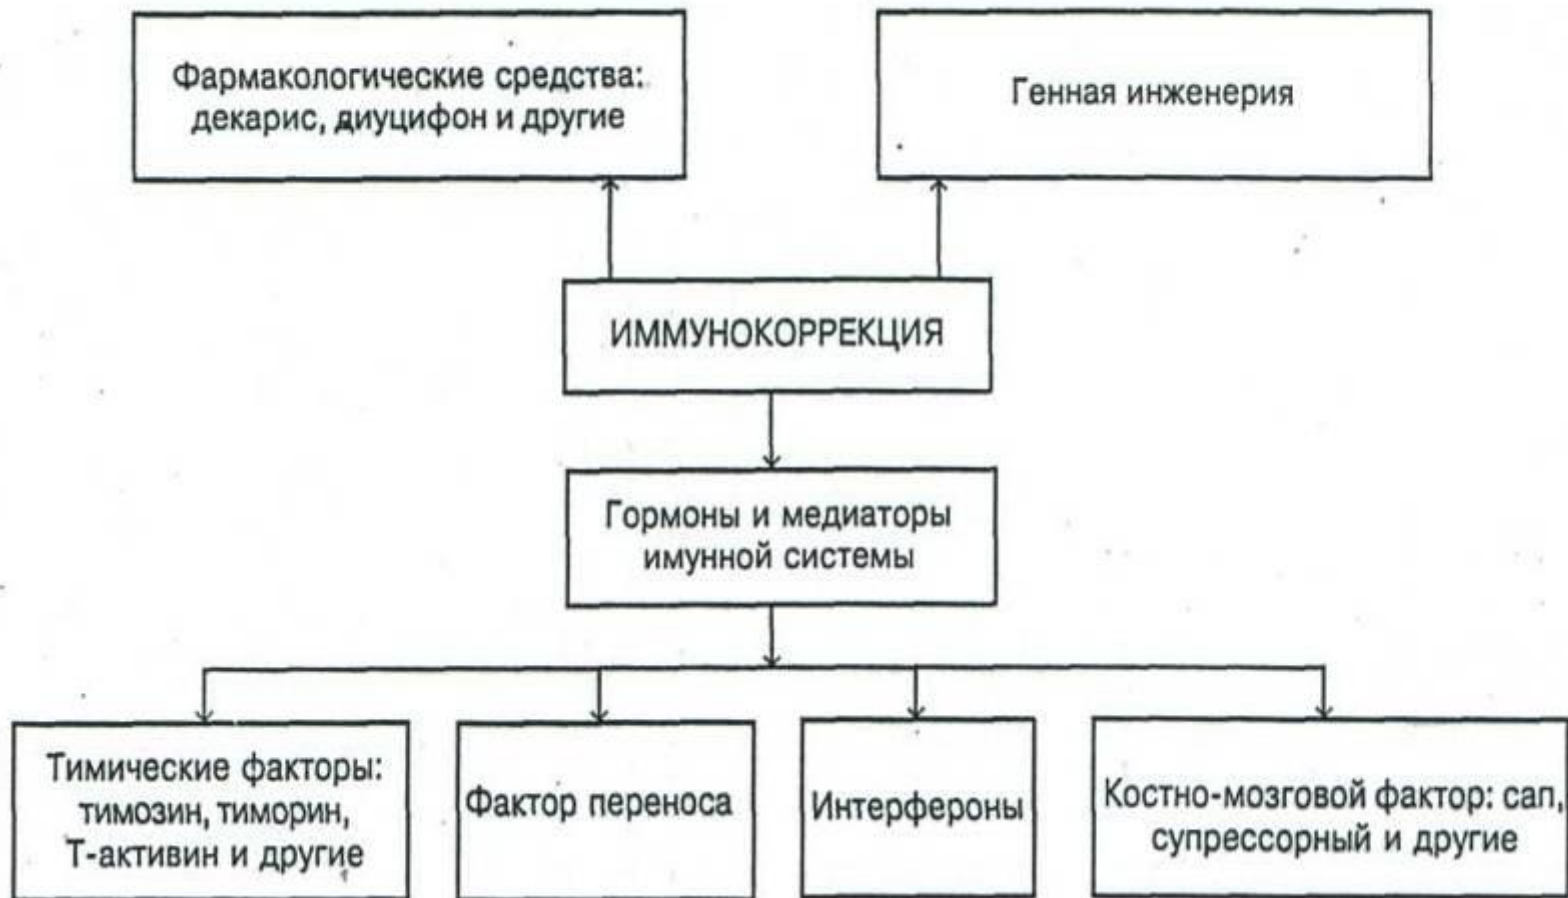 Фармакологические средства:
декарис, диуцифон и другие
Генная инженерия
ИММУНОКОРРЕКЦИЯ
Гормоны и медиаторы
имунной системы
Тимические факторы:
тимозин, тиморин,
Т-активин и другие
Фактор переноса
Интерфероны
Костно-мозговой фактор: сап,
супрессорный и другие